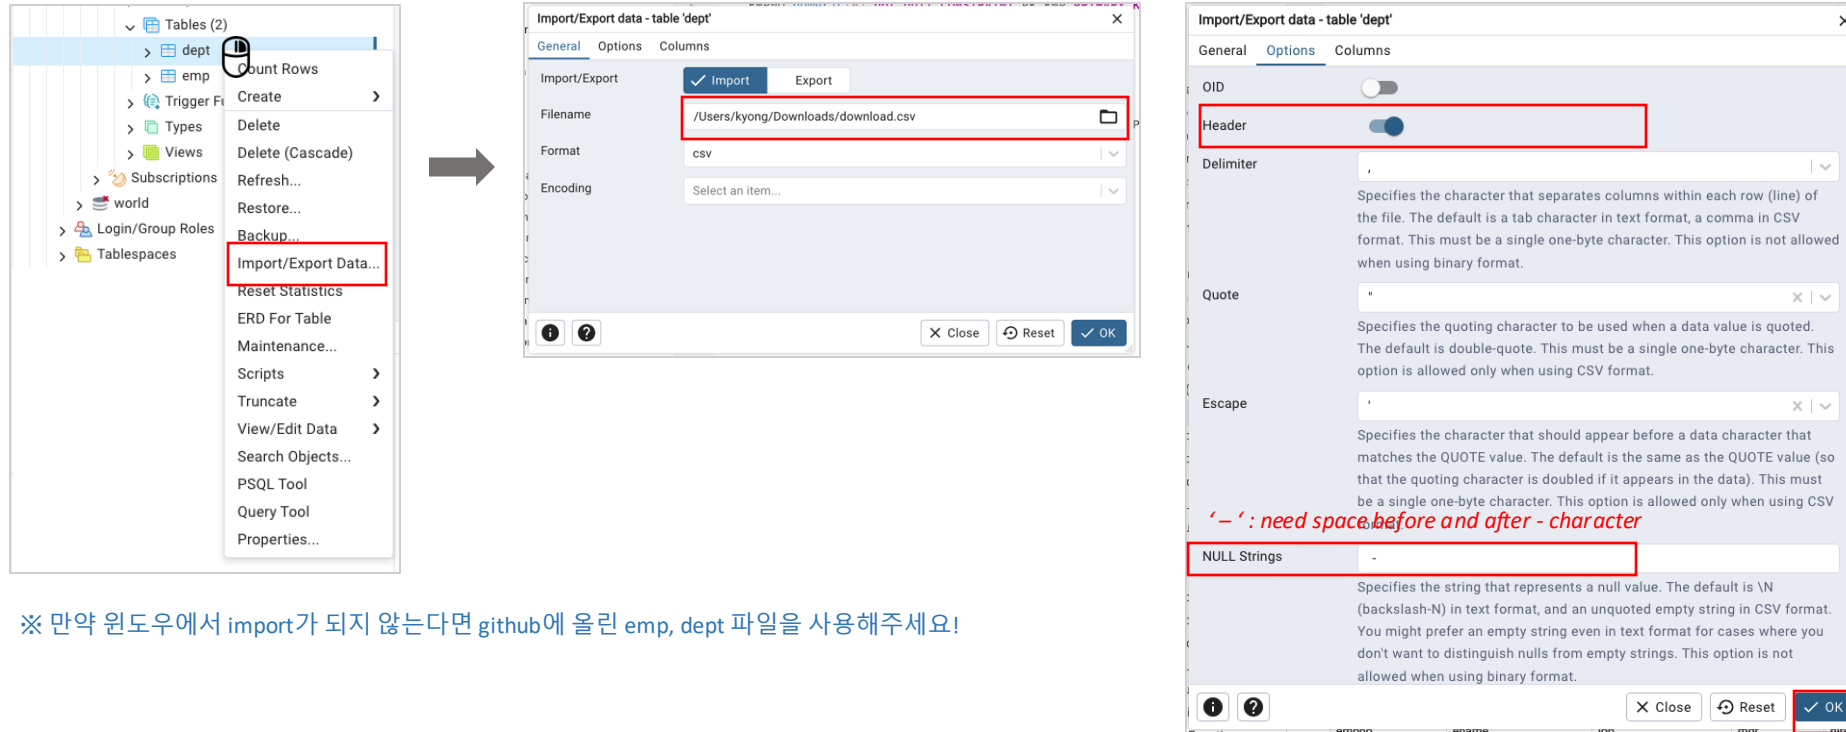 Tables (2)
dept
emp
Trigger Fu
Types
Views
Subscriptions
world
Login/Group Roles
Tablespaces
Count Rows
Create
Delete
Delete (Cascade)
Refresh...
Restore...
Backup...
Import/Export Data...
Reset Statistics
ERD For Table
Maintenance...
Scripts
Truncate
View/Edit Data
Search Objects...
PSQL Tool
Query Tool
Properties...
Import/Export data - table 'dept'
General Options Columns
Import/Export Import Export
Filename /Users/kyong/Downloads/download.csv
Format csv
Encoding Select an item...
Close Reset OK
Import/Export data - table 'dept'
General Options Columns
OID
Header
Delimiter ,
Specifies the character that separates columns within each row (line) of
the file. The default is a tab character in text format, a comma in CSV
format. This must be a single one-byte character. This option is not allowed
when using binary format.
Quote "
Specifies the quoting character to be used when a data value is quoted.
The default is double-quote. This must be a single one-byte character. This
option is allowed only when using CSV format.
Escape '
Specifies the character that should appear before a data character that
matches the QUOTE value. The default is the same as the QUOTE value (so
that the quoting character is doubled if it appears in the data). This must
be a single one-byte character. This option is allowed only when using CSV
format.
‘ – ‘ : need space before and after - character
NULL Strings -
Specifies the string that represents a null value. The default is \N
(backslash-N) in text format, and an unquoted empty string in CSV format.
You might prefer an empty string even in text format for cases where you
don't want to distinguish nulls from empty strings. This option is not
allowed when using binary format.
Close Reset OK
※ 만약 윈도우에서 import가 되지 않는다면 github에 올린 emp, dept 파일을 사용해주세요!